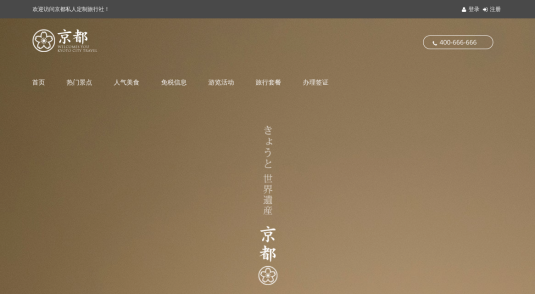 欢迎访问京都私人定制旅行社！
登录 注册
京都
WELCOME YOU
KYOTO CITY TRAVEL
400-666-666
首页 热门景点 人气美食 免税信息 游览活动 旅行套餐 办理签证
きょうと 世界遺産
京都